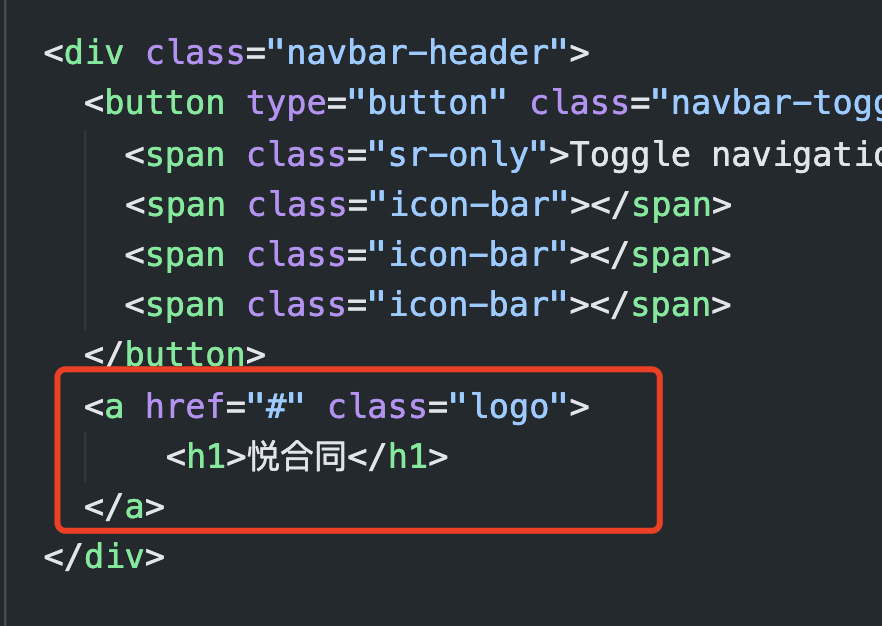 <div class="navbar-header">
<button type="button" class="navbar-togg
<span class="sr-only">Toggle navigatio
<span class="icon-bar"></span>
<span class="icon-bar"></span>
<span class="icon-bar"></span>
</button>
<a href="#" class="logo">
<h1>悦合同</h1>
</a>
</div>